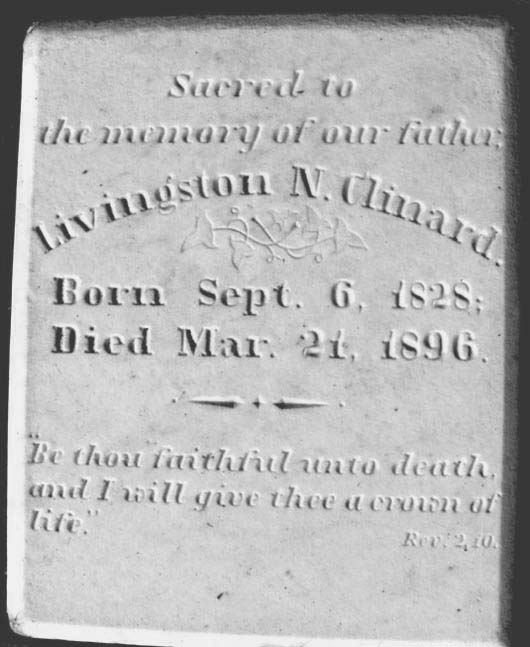 Sacred to
the memory of our father,
Livingston N. Clinard.
Born Sept. 6, 1828;
Died Mar. 21, 1896.
"Be thou faithful unto death,
and I will give thee a crown of
life."
Rev. 2,10.